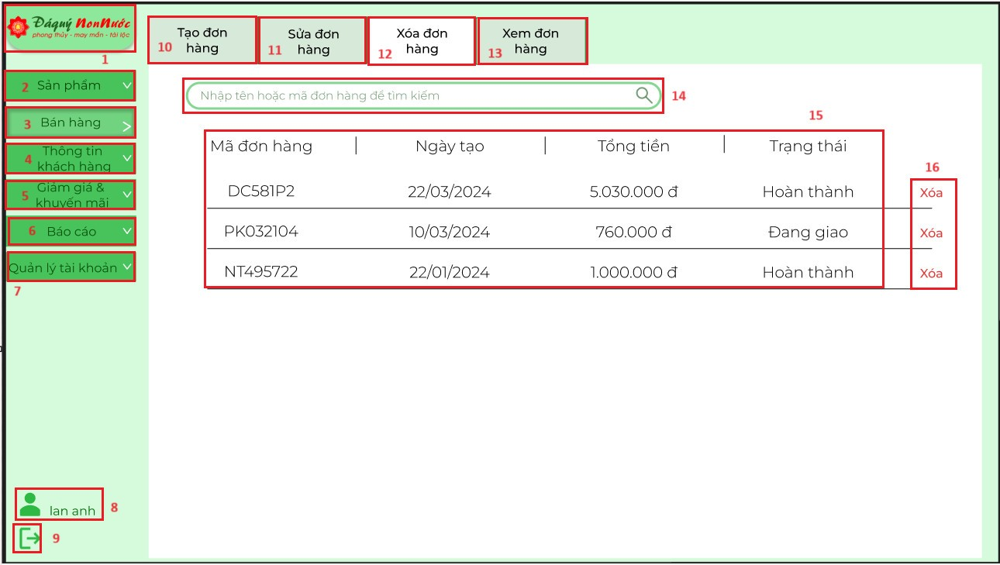 Đáquý NonNước
phong thủy - may mắn - tài lộc
1
2 Sản phẩm
3 Bán hàng
4 Thông tin
khách hàng
5 Giảm giá &
khuyến mãi
6 Báo cáo
Quản lý tài khoản
7
lan anh 8
9
10 Tạo đơn
hàng
11 Sửa đơn
hàng
12 Xóa đơn
hàng
13 Xem đơn
hàng
Nhập tên hoặc mã đơn hàng để tìm kiếm 14
15
Mã đơn hàng | Ngày tạo | Tổng tiền | Trạng thái
16
DC581P2 22/03/2024 5.030.000 đ Hoàn thành Xóa
PK032104 10/03/2024 760.000 đ Đang giao Xóa
NT495722 22/01/2024 1.000.000 đ Hoàn thành Xóa